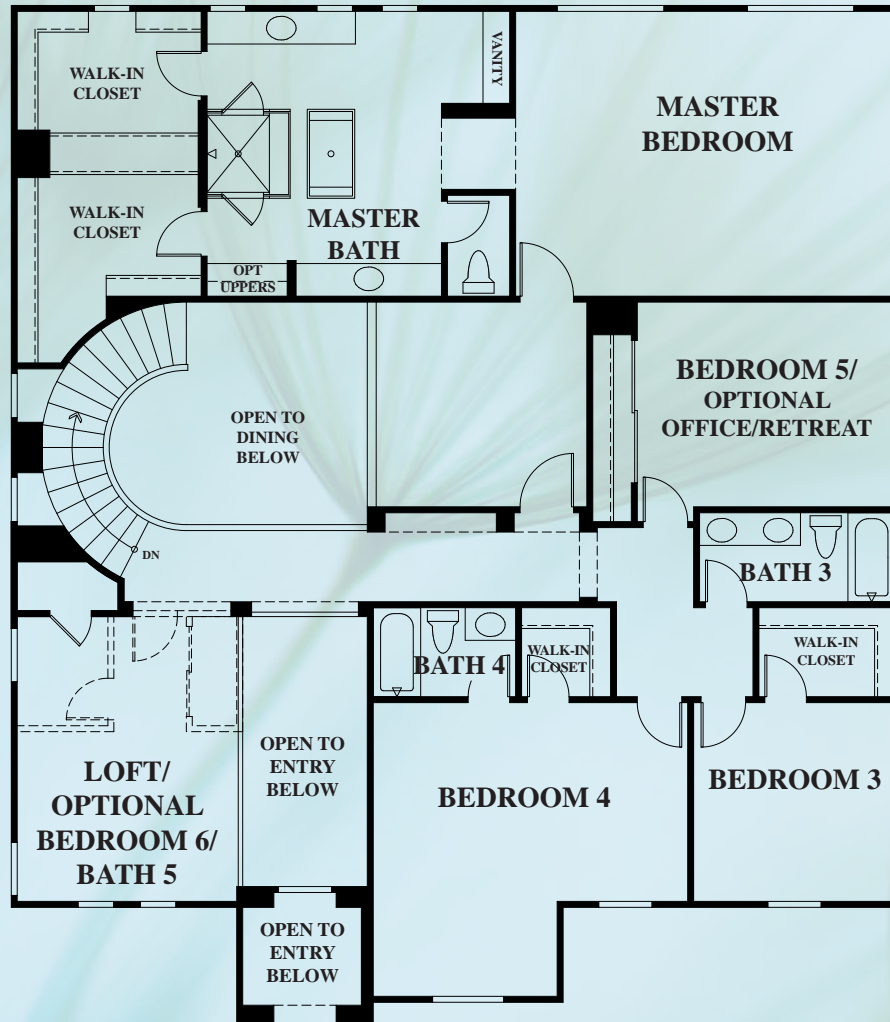 WALK-IN
CLOSET
VANITY
MASTER
BEDROOM
WALK-IN
CLOSET
MASTER
BATH
OPT
UPPERS
OPEN TO
DINING
BELOW
BEDROOM 5/
OPTIONAL
OFFICE/RETREAT
DN
BATH 3
BATH 4
WALK-IN
CLOSET
WALK-IN
CLOSET
LOFT/
OPTIONAL
BEDROOM 6/
BATH 5
OPEN TO
ENTRY
BELOW
BEDROOM 4
BEDROOM 3
OPEN TO
ENTRY
BELOW